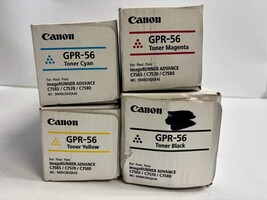 Canon
GPR-56
Toner Cyan
For Pour Para
imageRUNNER ADVANCE
C7565 / C7570 / C7580
Canon
GPR-56
Toner Magenta
For Pour Para
imageRUNNER ADVANCE
C7565 / C7570 / C7580
Canon
GPR-56
Toner Yellow
For Pour Para
imageRUNNER ADVANCE
C7565 / C7570 / C7580
Canon
GPR-56
Toner Black
For Pour Para
imageRUNNER ADVANCE
C7565 / C7570 / C7580